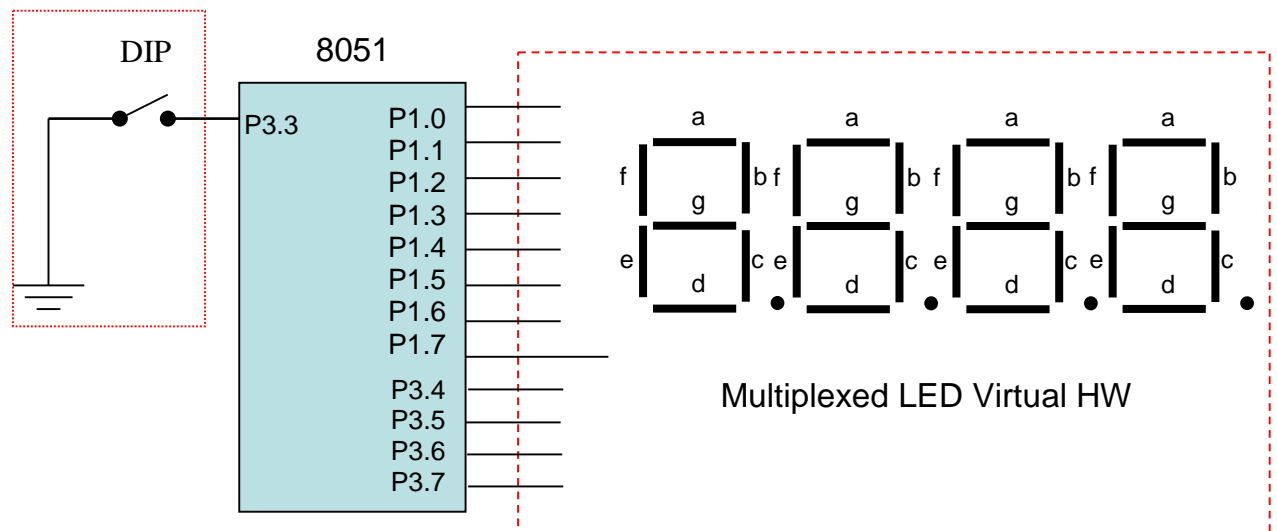 DIP
8051
P3.3
P1.0
P1.1
P1.2
P1.3
P1.4
P1.5
P1.6
P1.7
P3.4
P3.5
P3.6
P3.7
a a a a
f b f b f b f b
g g g g
e c e c e c e c
d d d d
Multiplexed LED Virtual HW